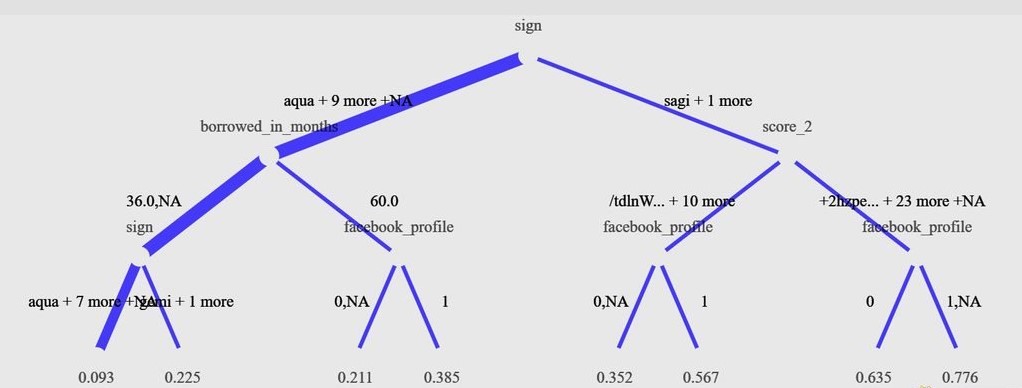 sign
aqua + 9 more +NA
sagi + 1 more
borrowed_in_months
score_2
36.0,NA
60.0
/tdlnW... + 10 more
+2hzpe... + 23 more +NA
sign
facebook_profile
facebook_profile
facebook_profile
aqua + 7 more +NA
gemi + 1 more
0,NA
1
0,NA
1
0
1,NA
0.093
0.225
0.211
0.385
0.352
0.567
0.635
0.776